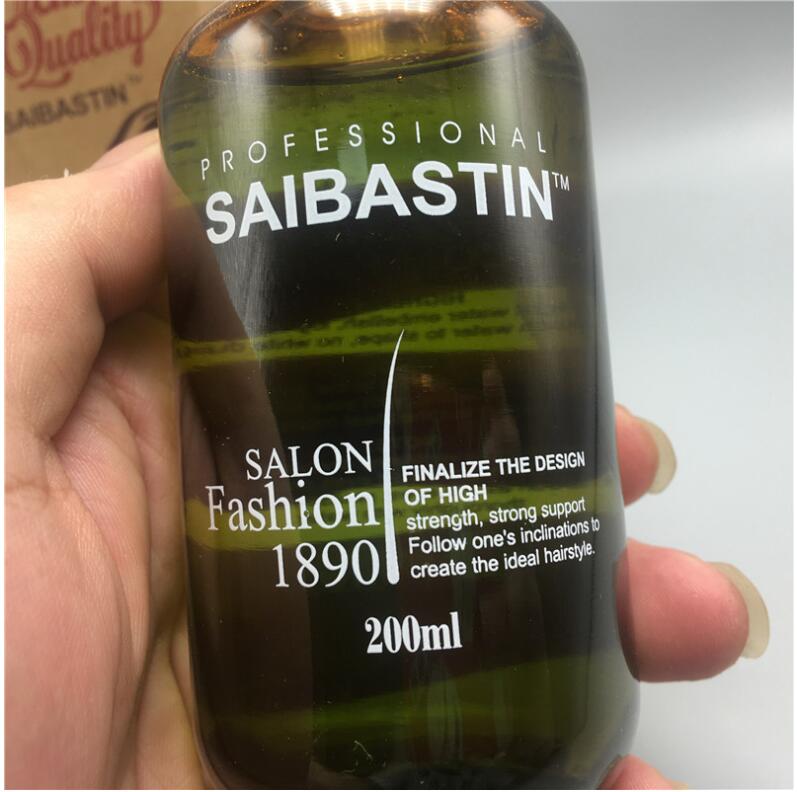 Quality
SAIBASTIN
PROFESSIONAL
SAIBASTIN™
SALON
Fashion
1890
FINALIZE THE DESIGN
OF HIGH
strength, strong support
Follow one's inclinations to
create the ideal hairstyle.
200ml